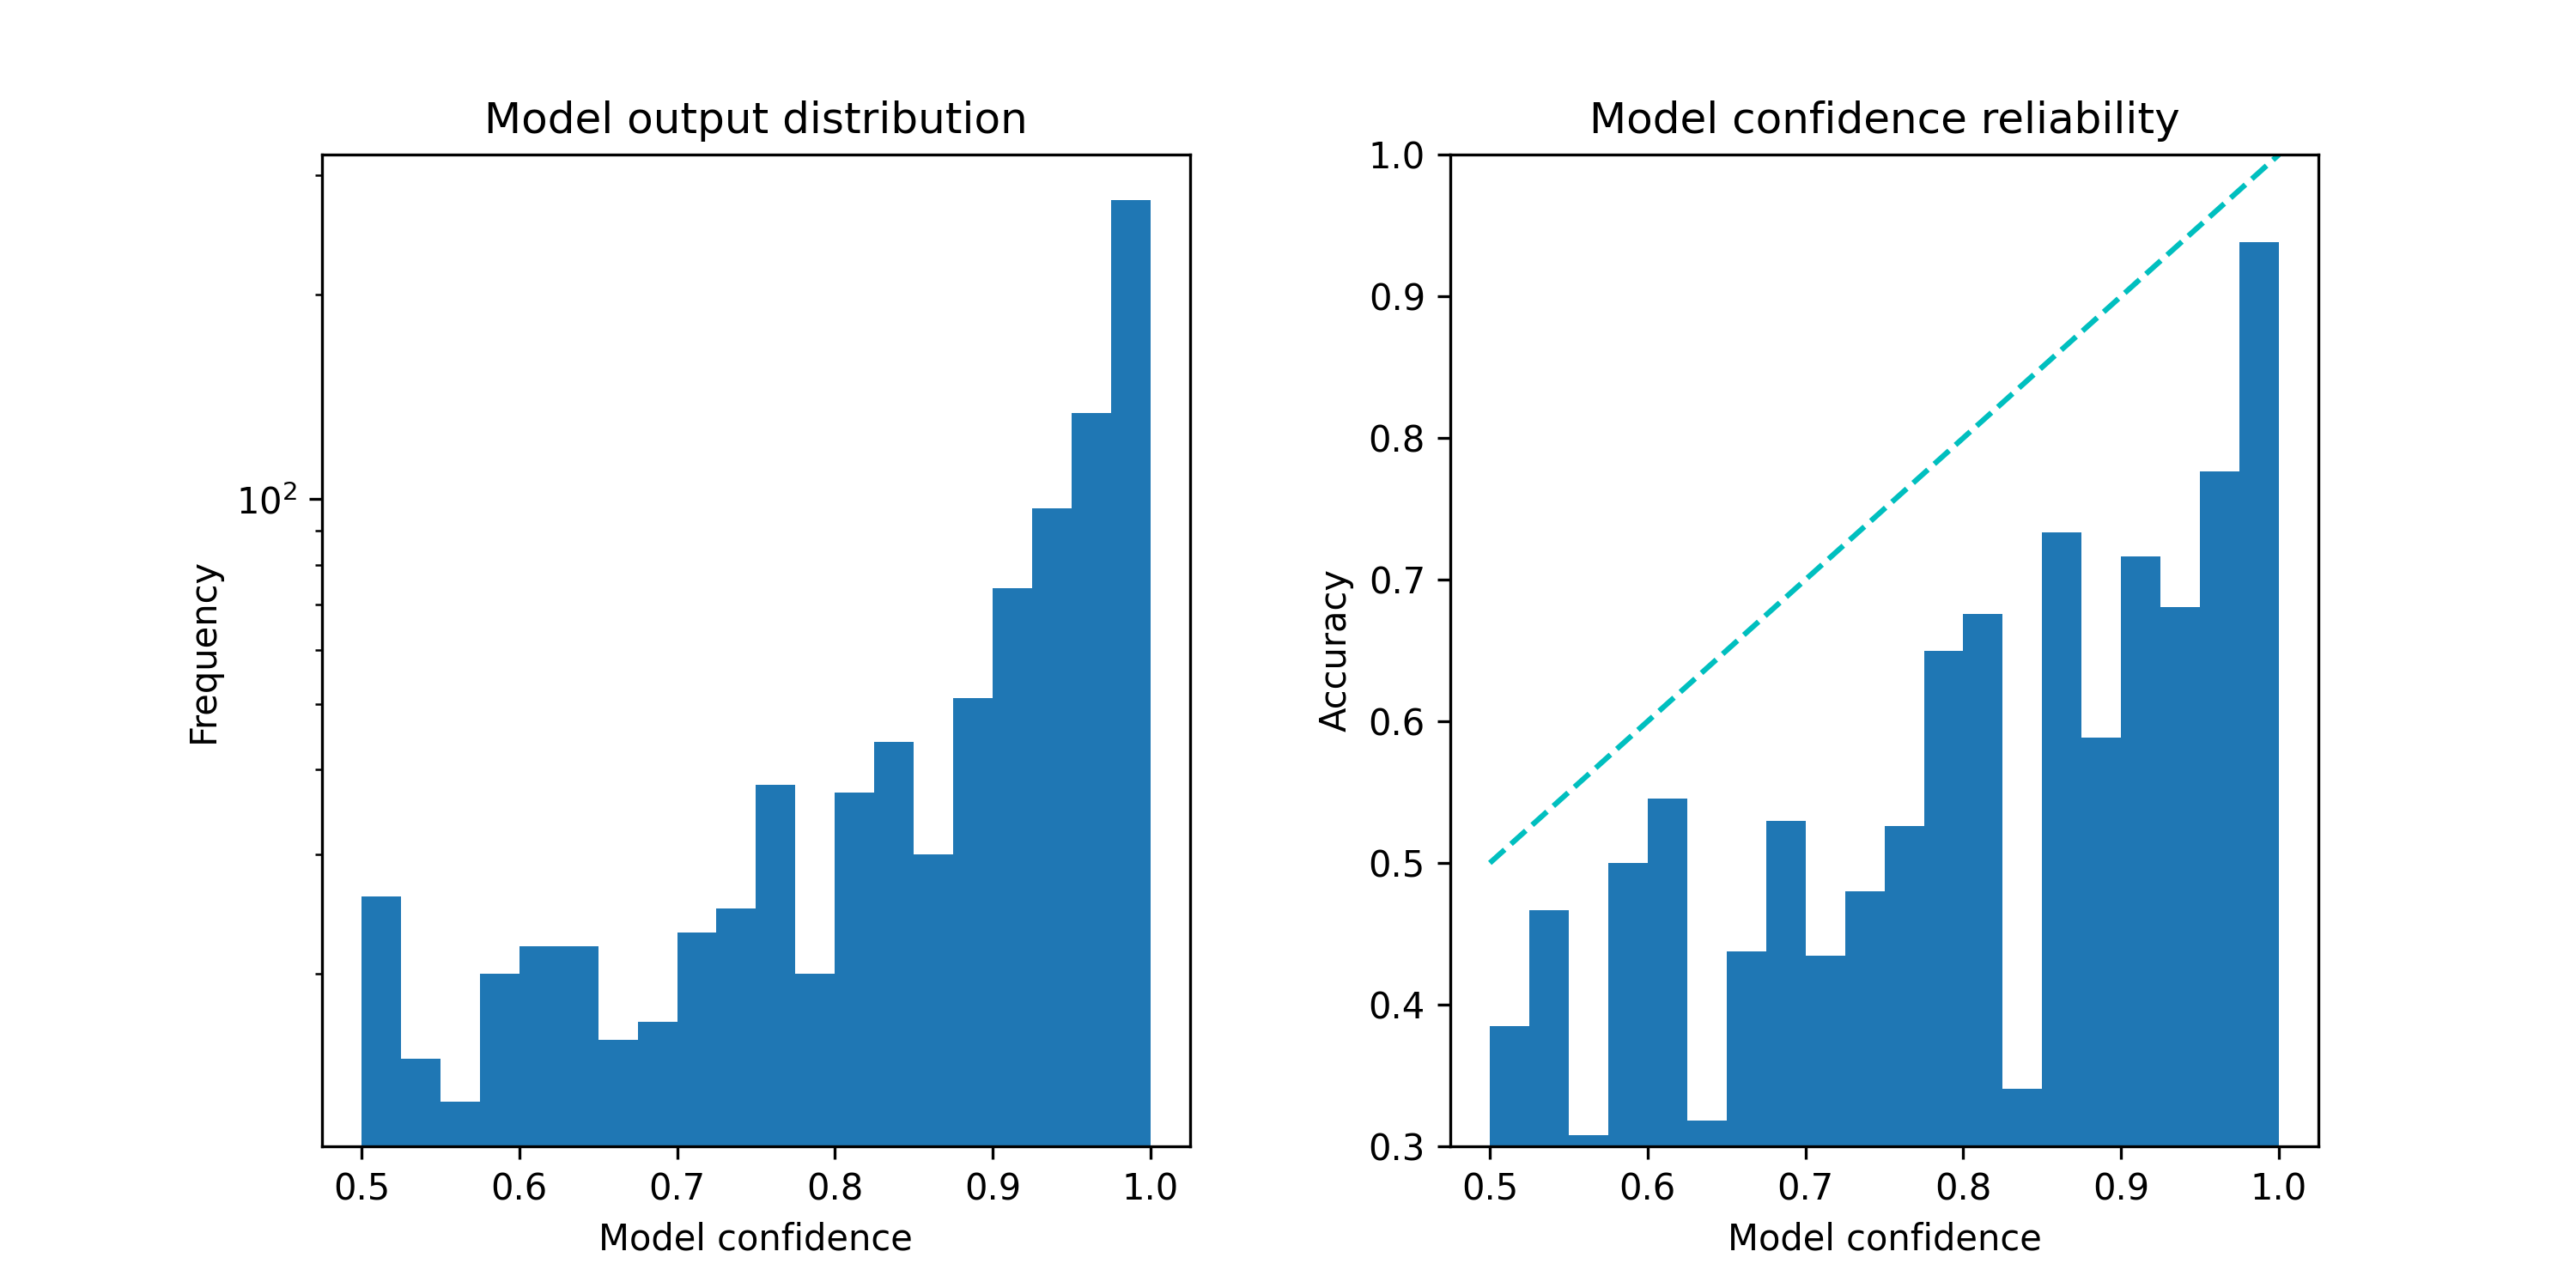 Model output distribution
Frequency
10²
0.5 0.6 0.7 0.8 0.9 1.0
Model confidence
Model confidence reliability
Accuracy
1.0
0.9
0.8
0.7
0.6
0.5
0.4
0.3
0.5 0.6 0.7 0.8 0.9 1.0
Model confidence